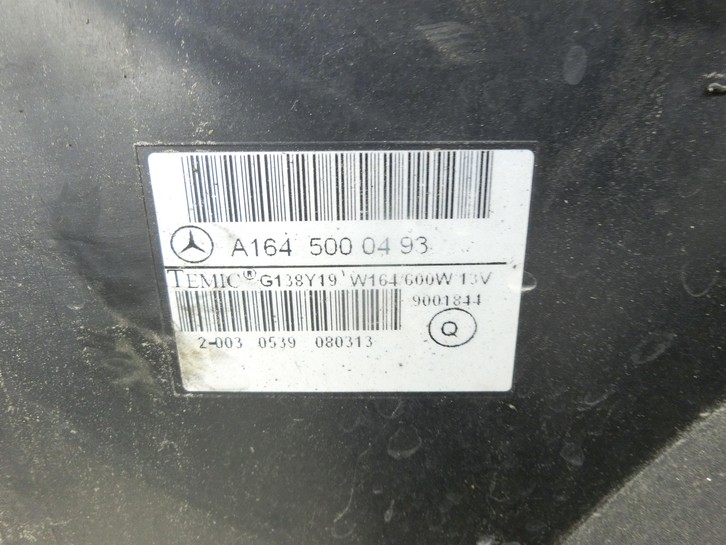 A164 500 04 93
TEMIC® G138Y19 W164/600W 13V
9001844
Q
2-003 0539 080313